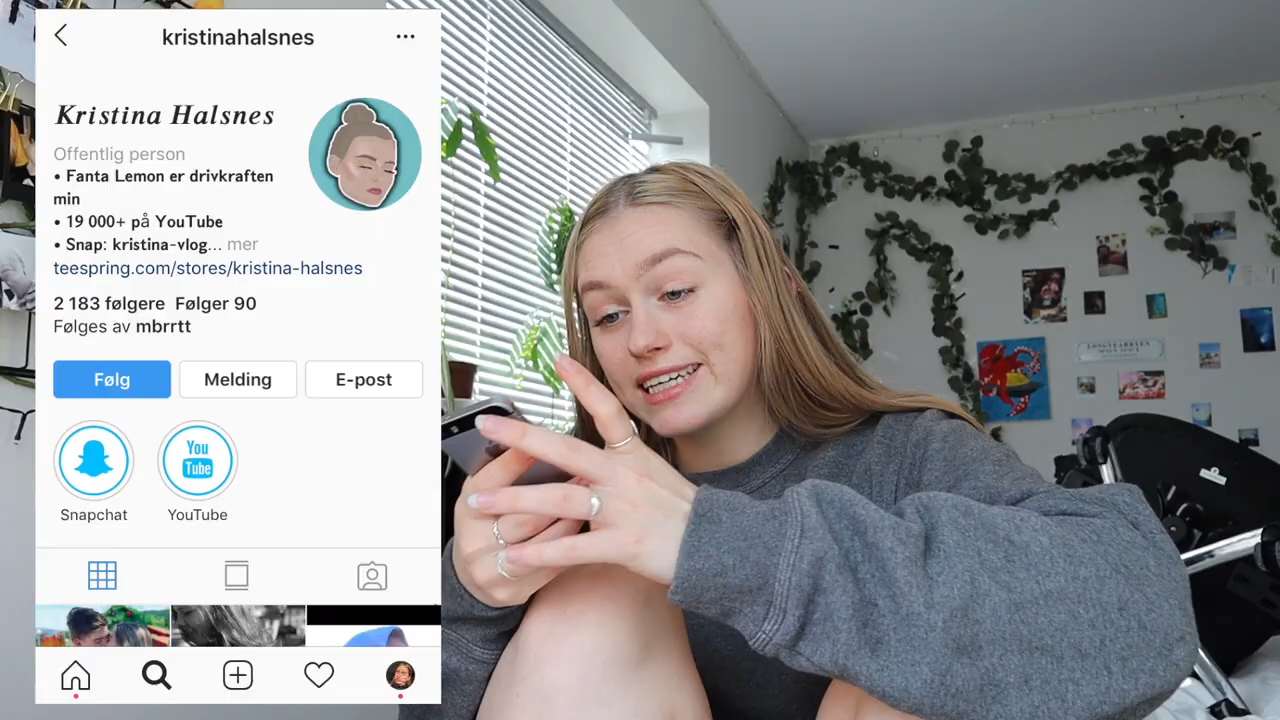 kristinahalsnes
Kristina Halsnes
Offentlig person
• Fanta Lemon er drivkraften
min
• 19 000+ på YouTube
• Snap: kristina-vlog... mer
teespring.com/stores/kristina-halsnes
2 183 følgere Følger 90
Følges av mbrrtt
Følg
Melding
E-post
You
Tube
Snapchat
YouTube